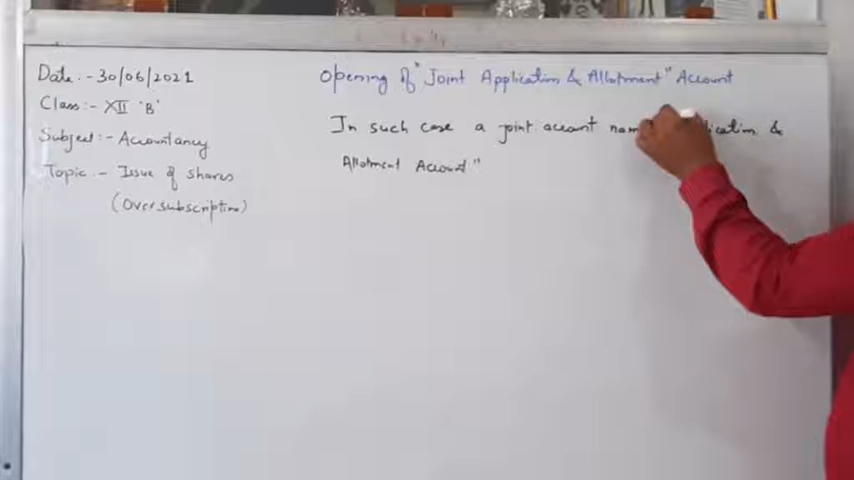 Date :- 30/06/2021
Class :- XII 'B'
Subject :- Accountancy
Topic :- Issue of shares
(Oversubscription)
Opening of "Joint Application & Allotment" Account
In such case a joint account & 
Allotment Account"